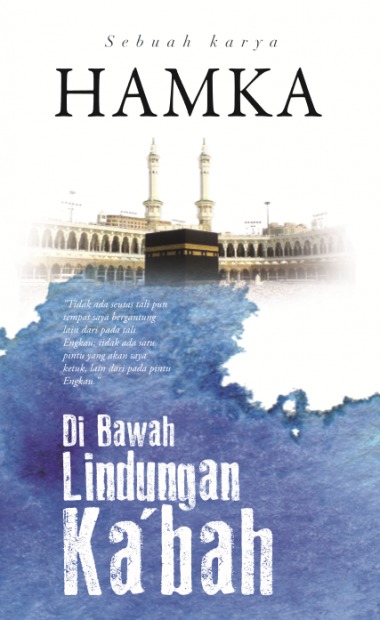 Sebuah karya
HAMKA
"Tidak ada seutas tali pun
tempat saya bergantung
lain dari pada tali
Engkau; tidak ada satu
pintu yang akan saya
ketuk, lain dari pada pintu
Engkau."
Di Bawah
Lindungan
Ka'bah